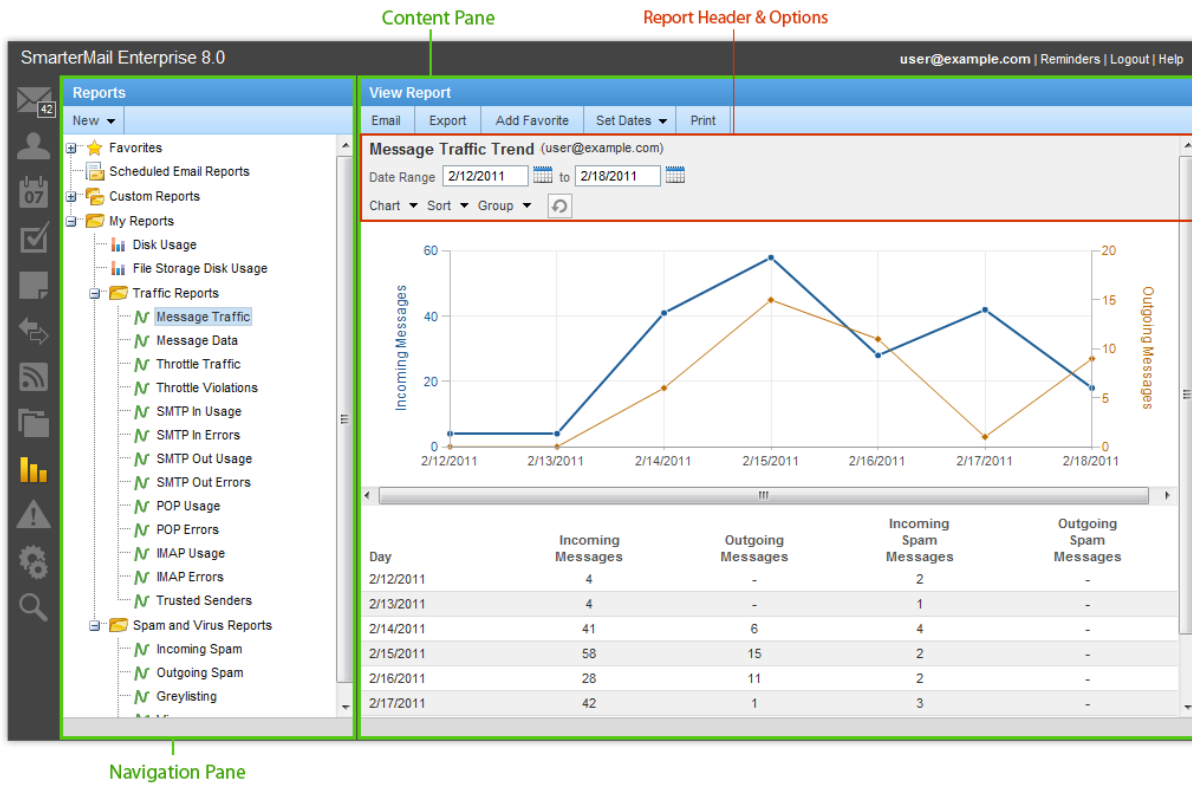 Content Pane
Report Header & Options
SmarterMail Enterprise 8.0
user@example.com | Reminders | Logout | Help
42
07
Reports
New
Favorites
Scheduled Email Reports
Custom Reports
My Reports
Disk Usage
File Storage Disk Usage
Traffic Reports
Message Traffic
Message Data
Throttle Traffic
Throttle Violations
SMTP In Usage
SMTP In Errors
SMTP Out Usage
SMTP Out Errors
POP Usage
POP Errors
IMAP Usage
IMAP Errors
Trusted Senders
Spam and Virus Reports
Incoming Spam
Outgoing Spam
Greylisting
View Report
Email Export Add Favorite Set Dates Print
Message Traffic Trend (user@example.com)
Date Range 2/12/2011 to 2/18/2011
Chart Sort Group
Incoming Messages
60
40
20
0
20
15
10
5
0
Outgoing Messages
2/12/2011 2/13/2011 2/14/2011 2/15/2011 2/16/2011 2/17/2011 2/18/2011
Day Incoming Messages Outgoing Messages Incoming Spam Messages Outgoing Spam Messages
2/12/2011 4 - 2 -
2/13/2011 4 - 1 -
2/14/2011 41 6 4 -
2/15/2011 58 15 2 -
2/16/2011 28 11 2 -
2/17/2011 42 1 3 -
Navigation Pane